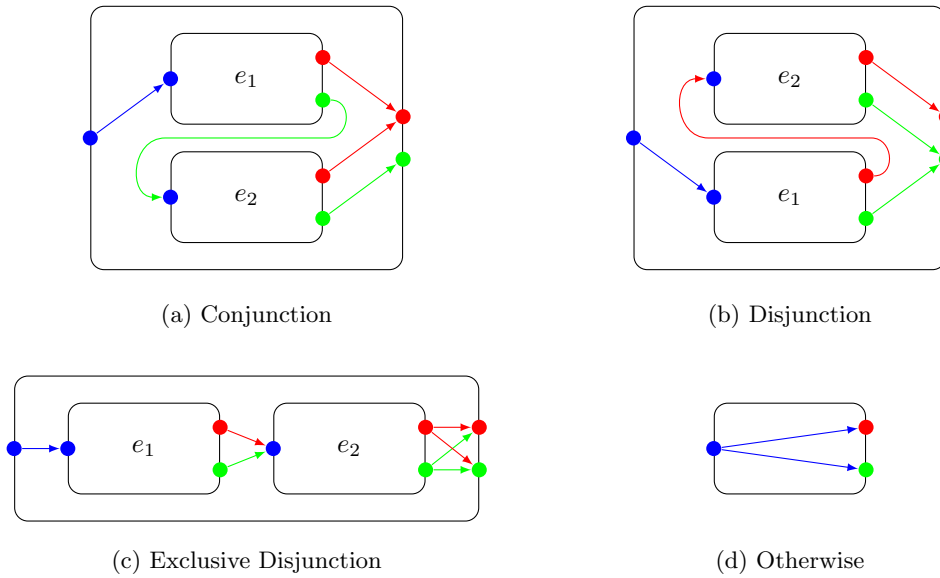 e1
e2
(a) Conjunction
e2
e1
(b) Disjunction
e1 e2
(c) Exclusive Disjunction
(d) Otherwise